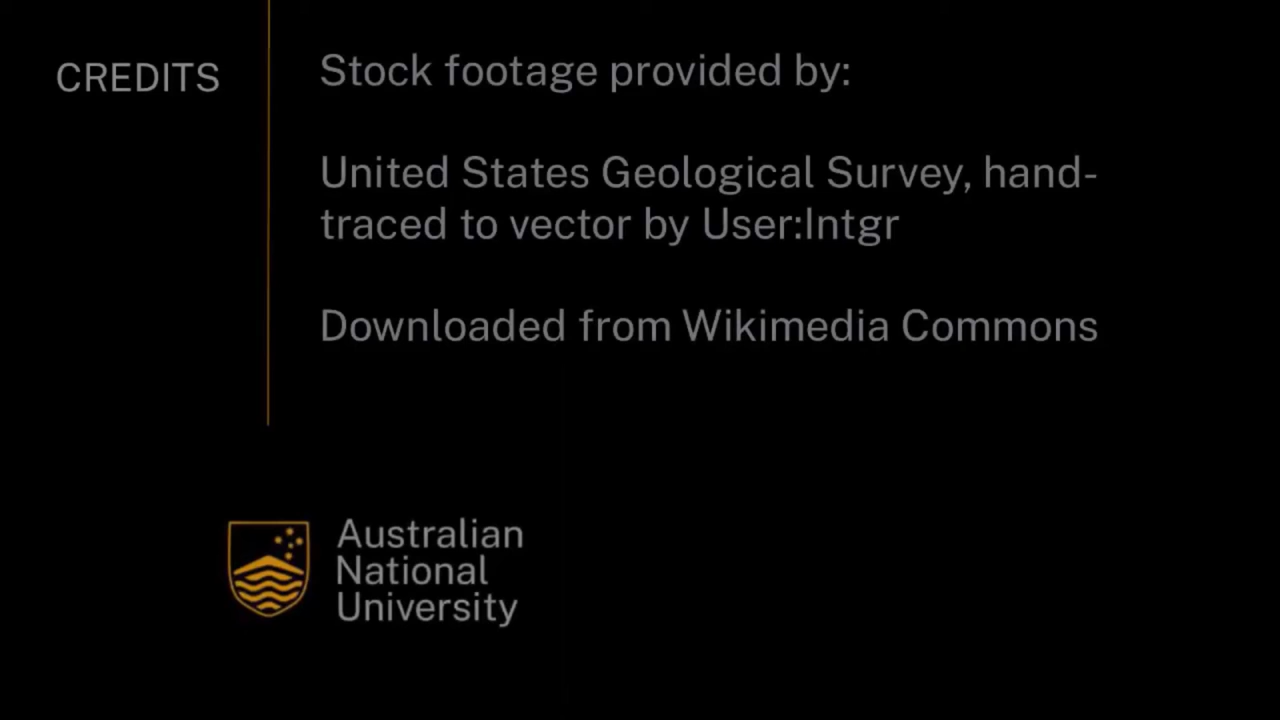 CREDITS
Stock footage provided by:
United States Geological Survey, hand-
traced to vector by User:Intgr
Downloaded from Wikimedia Commons
Australian
National
University